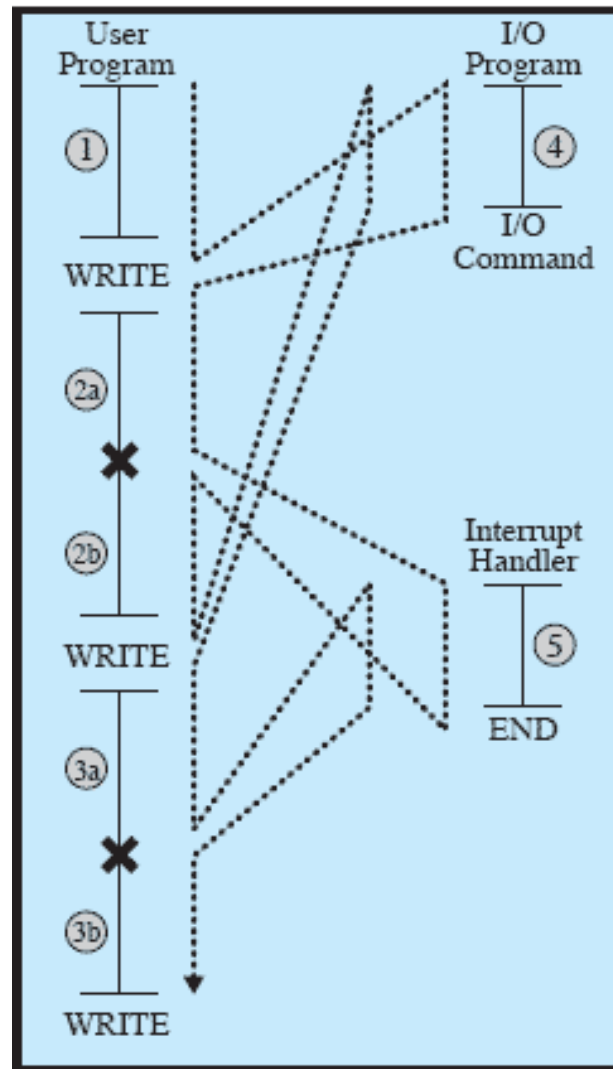 User
Program
1
WRITE
2a
2b
WRITE
3a
3b
WRITE
I/O
Program
4
I/O
Command
Interrupt
Handler
5
END